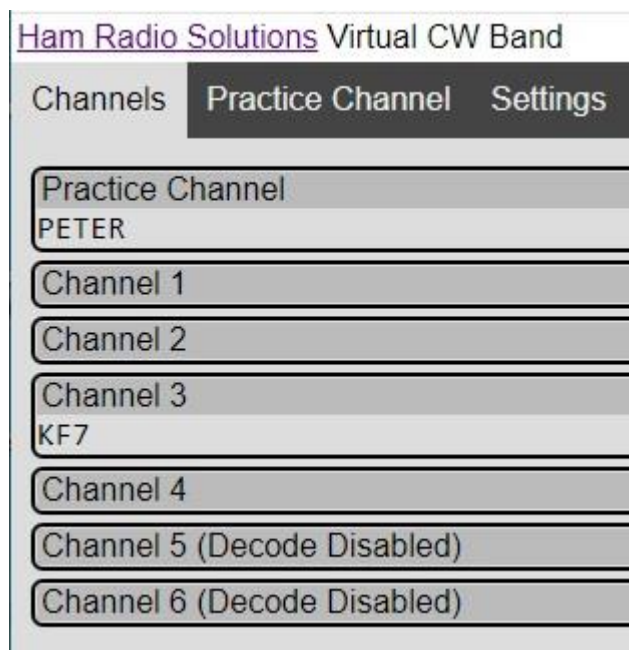 Ham Radio Solutions Virtual CW Band
Channels Practice Channel Settings
Practice Channel
PETER
Channel 1
Channel 2
Channel 3
KF7
Channel 4
Channel 5 (Decode Disabled)
Channel 6 (Decode Disabled)